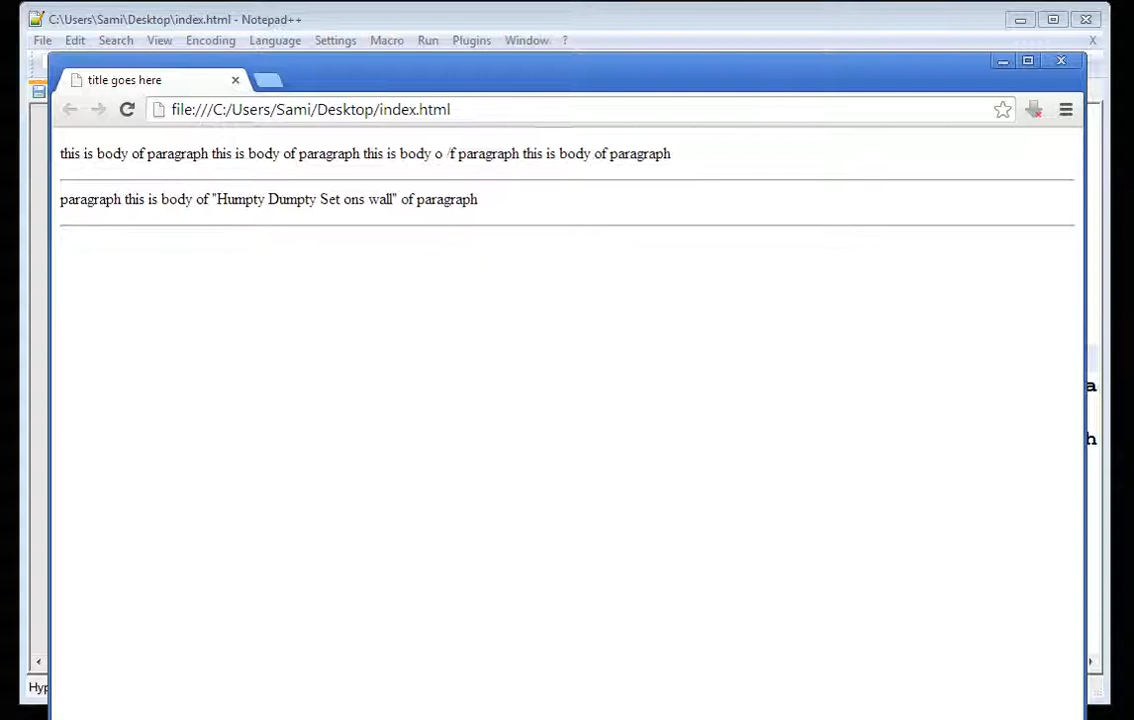 C:\Users\Sami\Desktop\index.html - Notepad++
File Edit Search View Encoding Language Settings Macro Run Plugins Window ? X
title goes here
file:///C:/Users/Sami/Desktop/index.html
this is body of paragraph this is body of paragraph this is body o /f paragraph this is body of paragraph
paragraph this is body of "Humpty Dumpty Set ons wall" of paragraph
a
h
Hyp